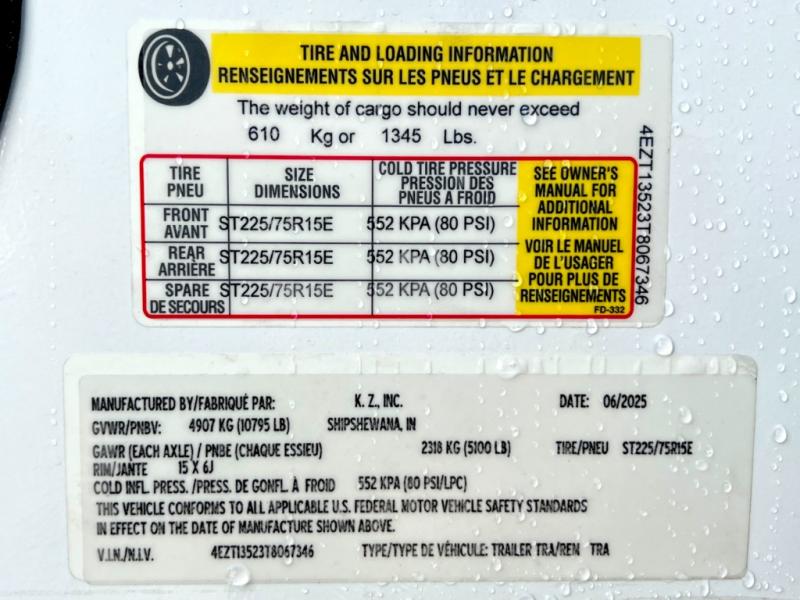 TIRE AND LOADING INFORMATION
RENSEIGNEMENTS SUR LES PNEUS ET LE CHARGEMENT
The weight of cargo should never exceed
610 Kg or 1345 Lbs.
TIRE PNEU SIZE DIMENSIONS COLD TIRE PRESSURE PRESSION DES PNEUS A FROID
FRONT AVANT ST225/75R15E 552 KPA (80 PSI)
REAR ARRIÈRE ST225/75R15E 552 KPA (80 PSI)
SPARE DE SECOURS ST225/75R15E 552 KPA (80 PSI)
SEE OWNER'S
MANUAL FOR
ADDITIONAL
INFORMATION
VOIR LE MANUEL
DE L'USAGER
POUR PLUS DE
RENSEIGNEMENTS
FD-332
4EZT13523T8067346
MANUFACTURED BY/FABRIQUÉ PAR: K. Z., INC. DATE: 06/2025
GVWR/PNBV: 4907 KG (10795 LB) SHIPSHEWANA, IN
GAWR (EACH AXLE) / PNBE (CHAQUE ESSIEU) 2318 KG (5100 LB) TIRE/PNEU ST225/75R15E
RIM/JANTE 15 X 6J
COLD INFL. PRESS. /PRESS. DE GONFL. À FROID 552 KPA (80 PSI/LPC)
THIS VEHICLE CONFORMS TO ALL APPLICABLE U.S. FEDERAL MOTOR VEHICLE SAFETY STANDARDS
IN EFFECT ON THE DATE OF MANUFACTURE SHOWN ABOVE.
V.I.N./N.I.V. 4EZT13523T8067346 TYPE/TYPE DE VÉHICULE: TRAILER TRA/REN TRA